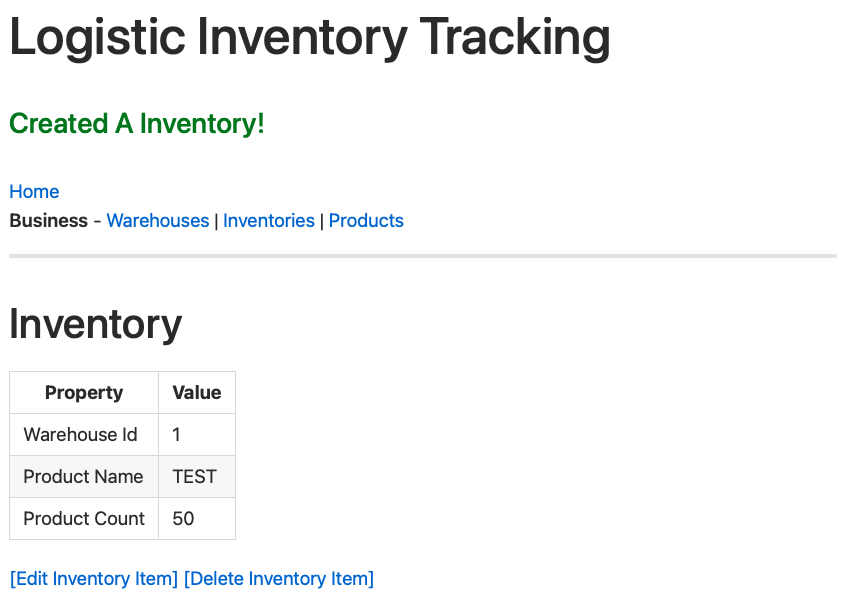 Logistic Inventory Tracking
Created A Inventory!
Home
Business - Warehouses | Inventories | Products
Inventory
Property Value
Warehouse Id 1
Product Name TEST
Product Count 50
[Edit Inventory Item] [Delete Inventory Item]